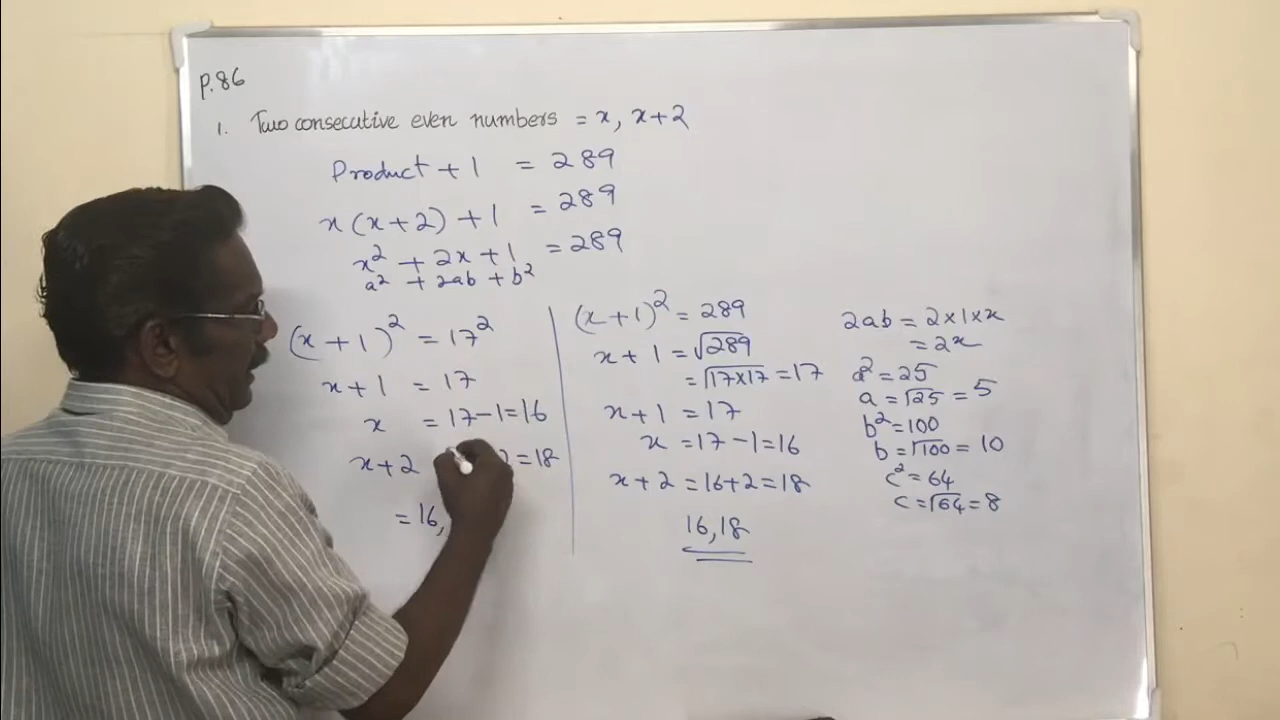 P.86
1. Two consecutive even numbers = x, x+2
Product + 1 = 289
x(x+2) + 1 = 289
x² + 2x + 1 = 289
a² + 2ab + b²
(x+1)² = 17²
x+1 = 17
x = 17-1=16
x+2 2=18
= 16,
(x+1)² = 289
x+1 = √289
= √17×17 = 17
x+1 = 17
x = 17-1=16
x+2 = 16+2=18
16,18
2ab = 2×1×x
= 2x
a² = 25
a = √25 = 5
b² = 100
b = √100 = 10
c² = 64
c = √64 = 8